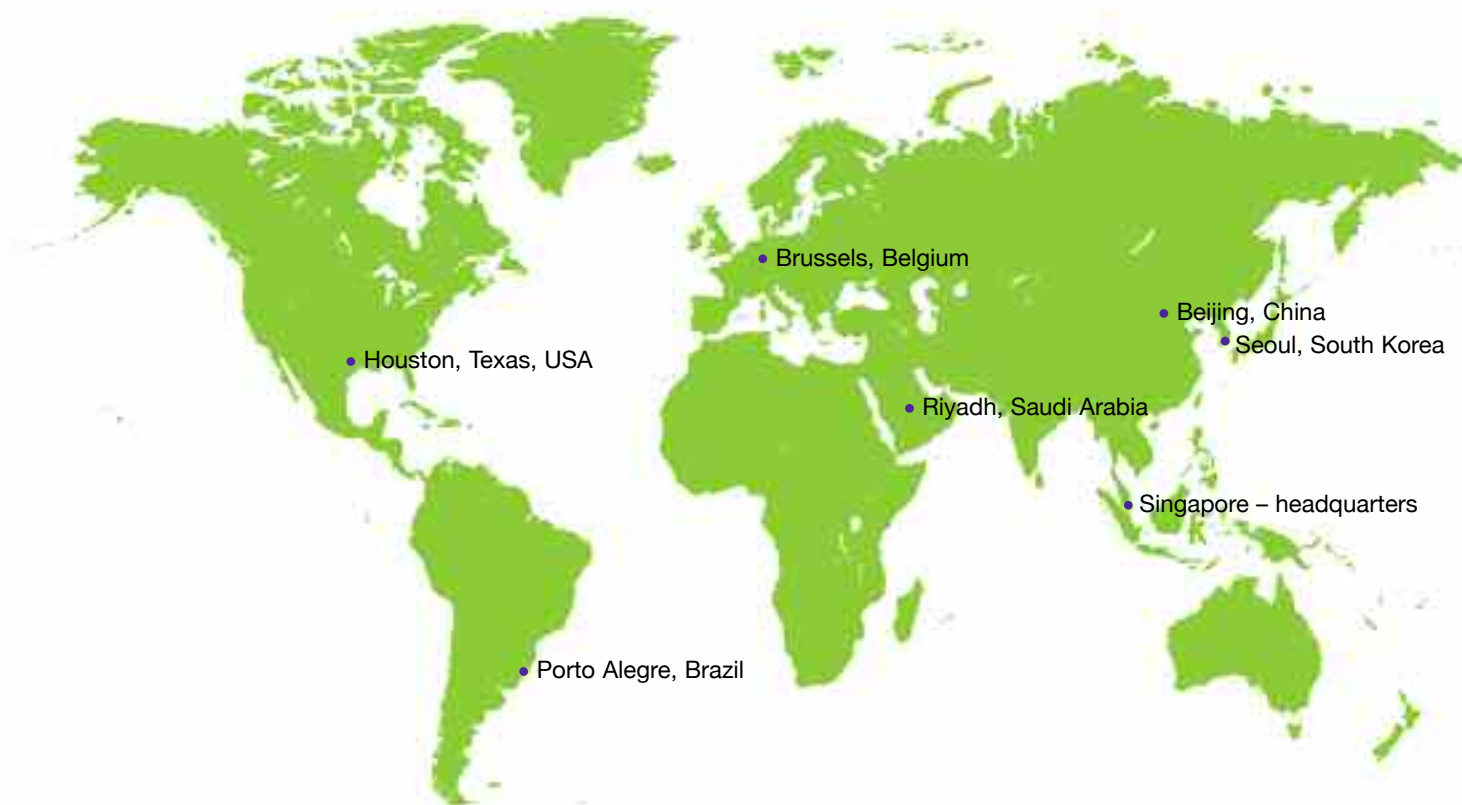 Brussels, Belgium
Beijing, China
Seoul, South Korea
Houston, Texas, USA
Riyadh, Saudi Arabia
Singapore – headquarters
Porto Alegre, Brazil